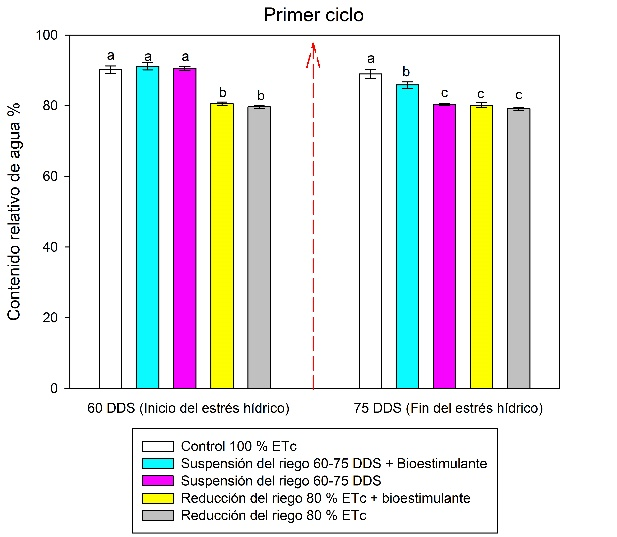 Primer ciclo
Contenido relativo de agua %
100
80
60
40
20
0
a a a b b
a b c c c
60 DDS (Inicio del estrés hídrico) 75 DDS (Fin del estrés hídrico)
Control 100 % ETc
Suspensión del riego 60-75 DDS + Bioestimulante
Suspensión del riego 60-75 DDS
Reducción del riego 80 % ETc + bioestimulante
Reducción del riego 80 % ETc